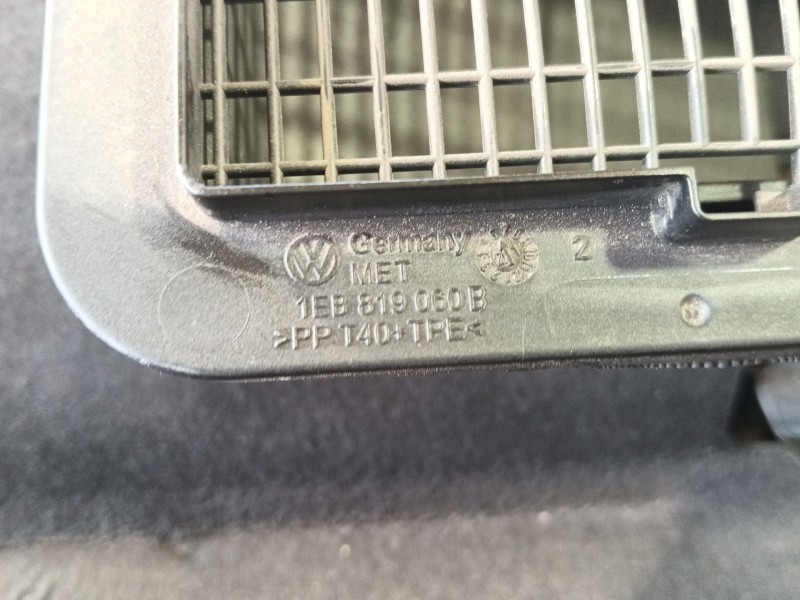 Germany 2
MET
1EB 819 060 B
>PP T40+TPE<